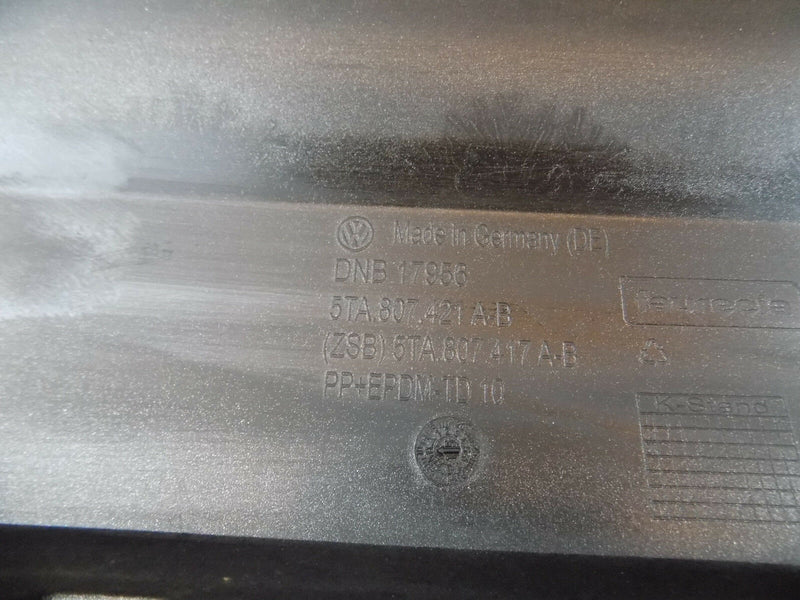 Made in Germany (DE)
DNB 17956
5TA.807.421 A-B
(ZSB) 5TA.807.417 A-B
PP+EPDM-TD 10
faurecia
K-Stand